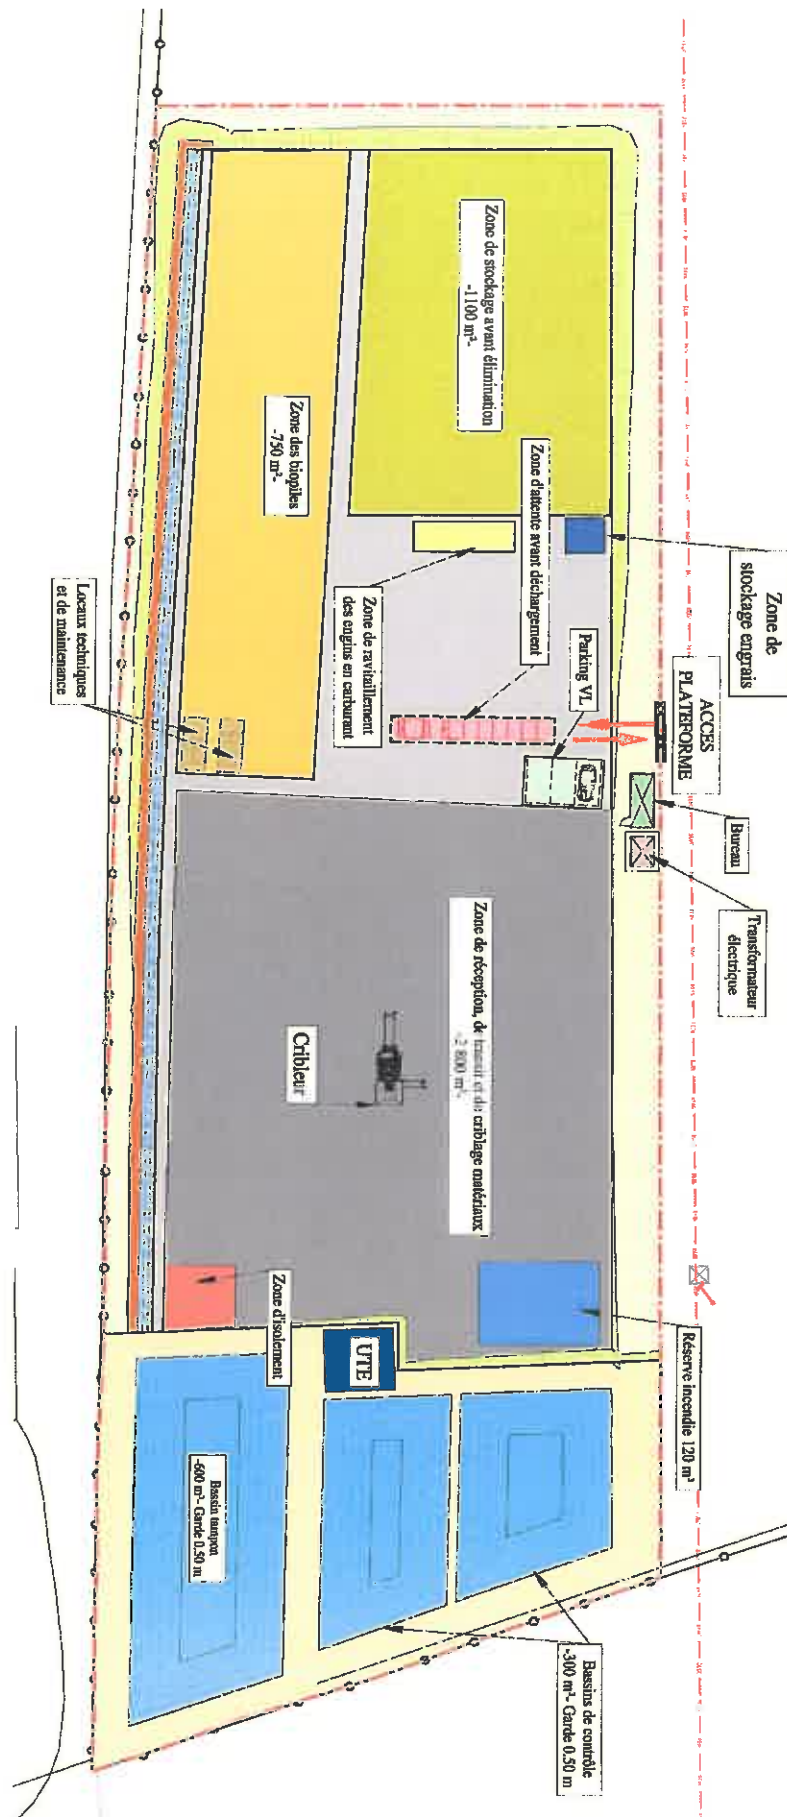 Zone de
stockage engrais
ACCES
PLATEFORME
Bureau
Transformateur
électrique
Réserve incendie 120 m³
Zone de stockage avant élimination
-1100 m²-
Zone d'attente avant déchargement
Parking VL
Zone de ravitaillement
des engins en carburant
Zone des biopiles
-750 m²-
Locaux techniques
et de maintenance
Zone de réception, de transit et de criblage matériaux
-2 800 m²-
Cribleur
Zone d'isolement
UTE
Bassin tampon
-600 m³- Garde 0,50 m
Bassins de contrôle
-300 m³- Garde 0,50 m